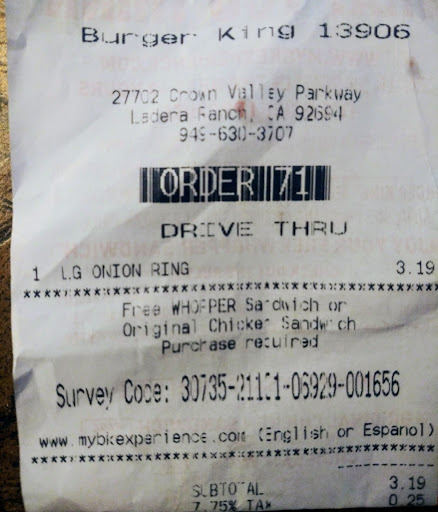 Burger King 13906
27702 Crown Valley Parkway
Ladera Ranch, CA 92694
949-630-3707
ORDER 71
DRIVE THRU
1 LG ONION RING 3.19
****************************************
Free WHOPPER Sandwich or
Original Chicken Sandwich
Purchase required
Survey Code: 30735-21111-06929-001656
www.mybkexperience.com (English or Espanol)
****************************************
------------
SUBTOTAL 3.19
7.75% TAX 0.25